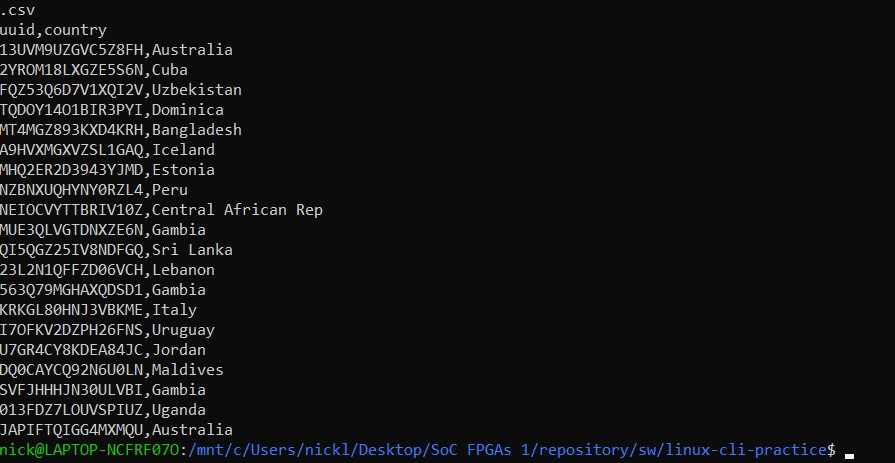 .csv
uuid,country
13UVM9UZGVC5Z8FH,Australia
2YROM18LXGZE5S6N,Cuba
FQZ53Q6D7V1XQI2V,Uzbekistan
TQDOY14O1BIR3PYI,Dominica
MT4MGZ893KXD4KRH,Bangladesh
A9HVXMGXVZSL1GAQ,Iceland
MHQ2ER2D3943YJMD,Estonia
NZBNXUQHYNY0RZL4,Peru
NEIOCVYTTBRIV10Z,Central African Rep
MUE3QLVGTDNXZE6N,Gambia
QI5QGZ25IV8NDFGQ,Sri Lanka
23L2N1QFFZD06VCH,Lebanon
563Q79MGHAXQDSD1,Gambia
KRKGL80HNJ3VBKME,Italy
I7OFKV2DZPH26FNS,Uruguay
U7GR4CY8KDEA84JC,Jordan
DQ0CAYCQ92N6U0LN,Maldives
SVFJHHHJN30ULVBI,Gambia
013FDZ7LOUVSPIUZ,Uganda
JAPIFTQIGG4MXMQU,Australia
nick@LAPTOP-NCFRF07O:/mnt/c/Users/nickl/Desktop/SoC FPGAs 1/repository/sw/linux-cli-practice$